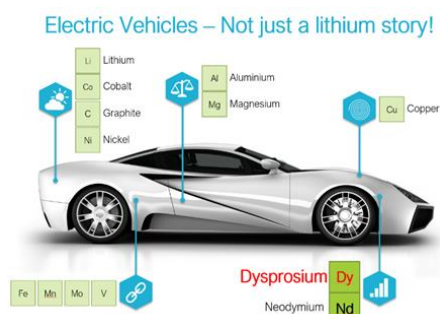 Electric Vehicles – Not just a lithium story!
Li Lithium
Co Cobalt
C Graphite
Ni Nickel
Al Aluminium
Mg Magnesium
Cu Copper
Fe Mn Mo V
Dysprosium Dy
Neodymium Nd